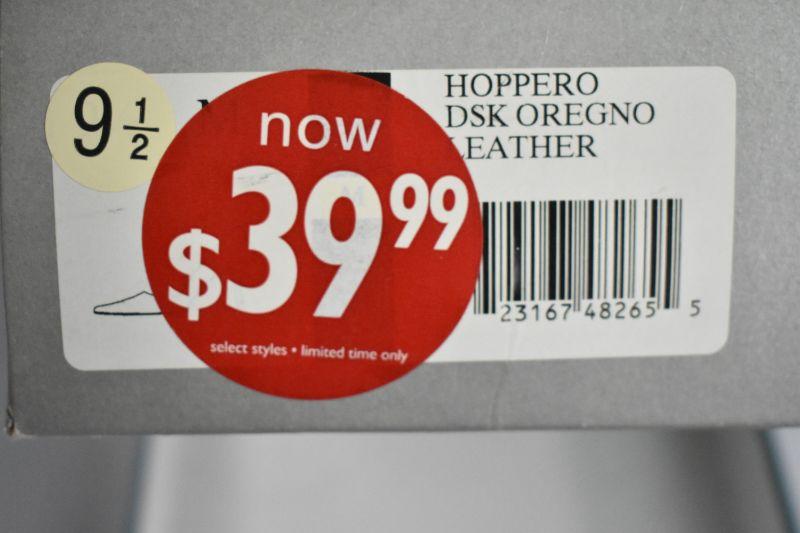 9 1/2
HOPPERO
DSK OREGNO
LEATHER
now
$39 99
select styles • limited time only
23167 48265 5